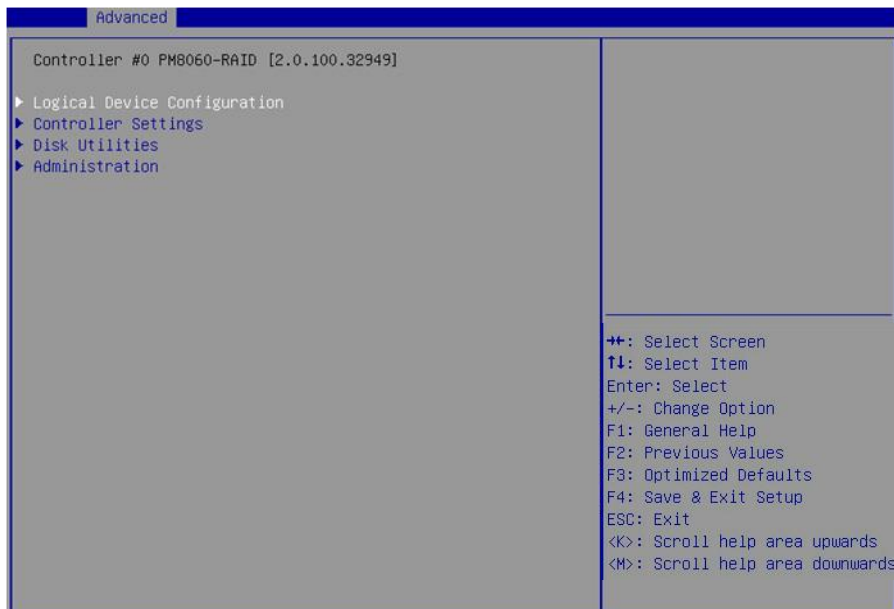 Advanced
Controller #0 PM8060-RAID [2.0.100.32949]
Logical Device Configuration
Controller Settings
Disk Utilities
Administration
→←: Select Screen
↑↓: Select Item
Enter: Select
+/-: Change Option
F1: General Help
F2: Previous Values
F3: Optimized Defaults
F4: Save & Exit Setup
ESC: Exit
<K>: Scroll help area upwards
<M>: Scroll help area downwards